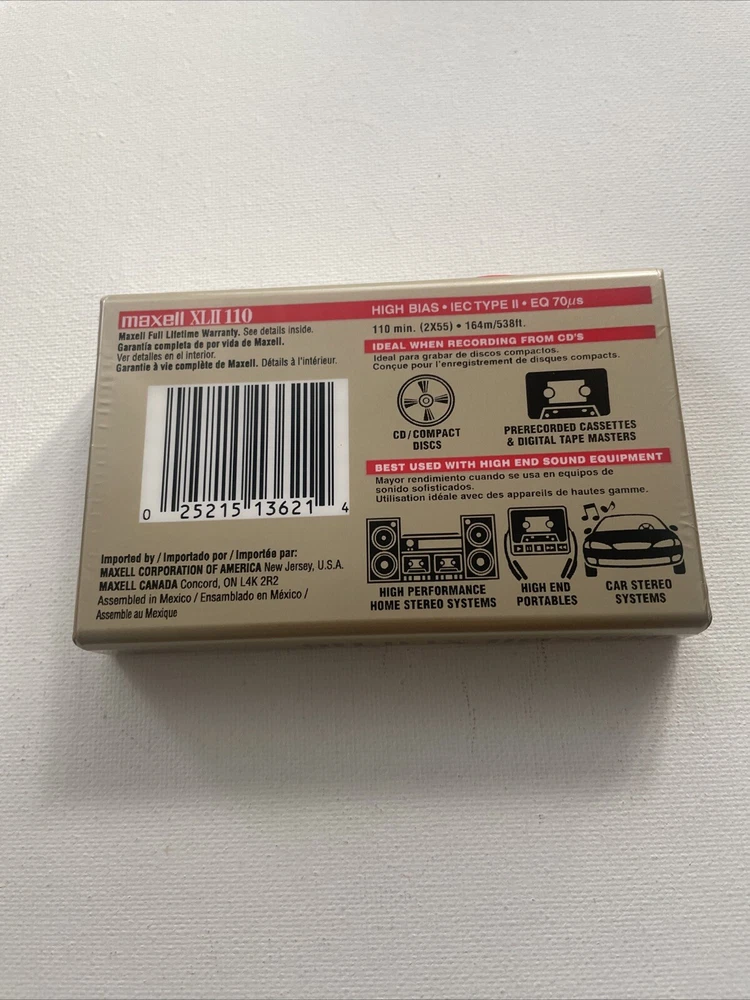 maxell XLII 110
Maxell Full Lifetime Warranty. See details inside.
Garantía completa de por vida de Maxell.
Ver detalles en el interior.
Garantie à vie complète de Maxell. Détails à l'intérieur.
0 25215 13621 4
Imported by / Importado por / Importée par:
MAXELL CORPORATION OF AMERICA New Jersey, U.S.A.
MAXELL CANADA Concord, ON L4K 2R2
Assembled in Mexico / Ensamblado en México /
Assemble au Mexique
HIGH BIAS • IEC TYPE II • EQ 70μs
110 min. (2X55) • 164m/538ft.
IDEAL WHEN RECORDING FROM CD'S
Ideal para grabar de discos compactos.
Conçue pour l'enregistrement de disques compacts.
CD/COMPACT
DISCS
PRERECORDED CASSETTES
& DIGITAL TAPE MASTERS
BEST USED WITH HIGH END SOUND EQUIPMENT
Mayor rendimiento cuando se usa en equipos de
sonido sofisticados.
Utilisation idéale avec des appareils de hautes gamme.
HIGH PERFORMANCE
HOME STEREO SYSTEMS
HIGH END
PORTABLES
CAR STEREO
SYSTEMS